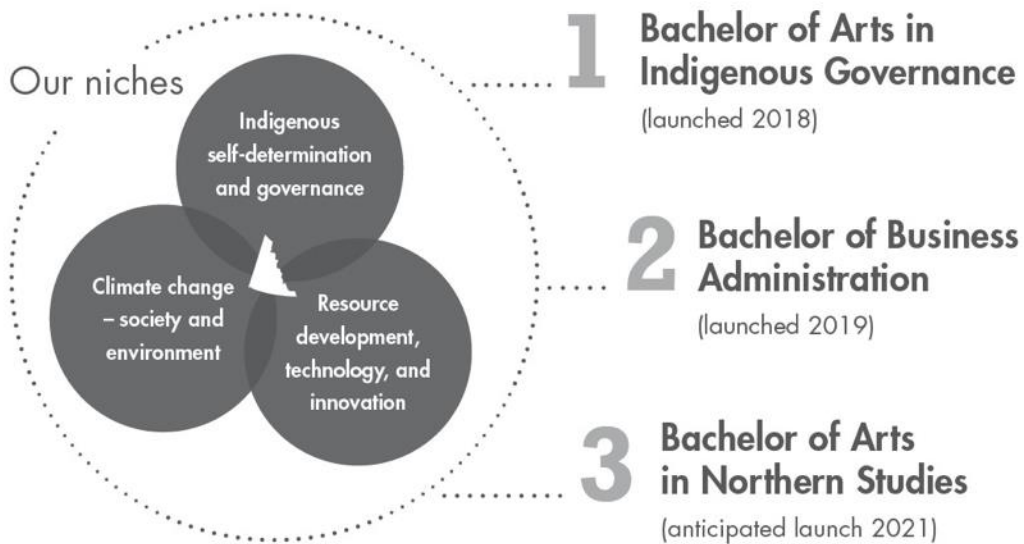 Our niches
Indigenous
self-determination
and governance
Climate change
– society and
environment
Resource
development,
technology, and
innovation
1
Bachelor of Arts in
Indigenous Governance
(launched 2018)
2
Bachelor of Business
Administration
(launched 2019)
3
Bachelor of Arts
in Northern Studies
(anticipated launch 2021)